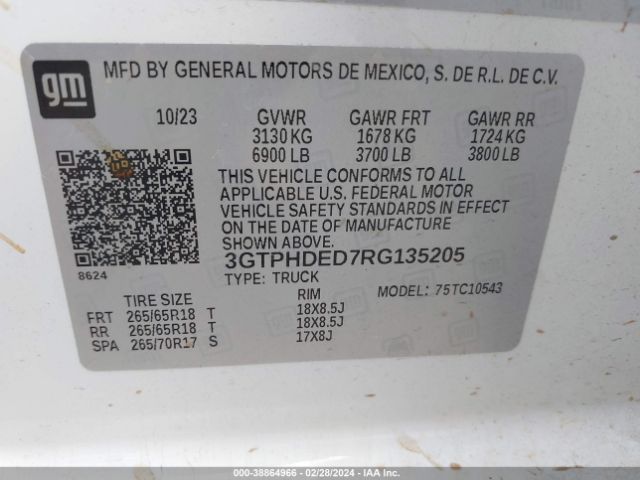 gm
MFD BY GENERAL MOTORS DE MEXICO, S. DE R.L. DE C.V.
10/23 GVWR GAWR FRT GAWR RR
3130 KG 1678 KG 1724 KG
6900 LB 3700 LB 3800 LB
THIS VEHICLE CONFORMS TO ALL
APPLICABLE U.S. FEDERAL MOTOR
VEHICLE SAFETY STANDARDS IN EFFECT
ON THE DATE OF MANUFACTURE
SHOWN ABOVE.
8624
3GTPHDED7RG135205
TYPE: TRUCK
MODEL: 75TC10543
TIRE SIZE RIM
FRT 265/65R18 T 18X8.5J
RR 265/65R18 T 18X8.5J
SPA 265/70R17 S 17X8J
STOCK: 38864966 — 02/28/2024 — IAA Inc.